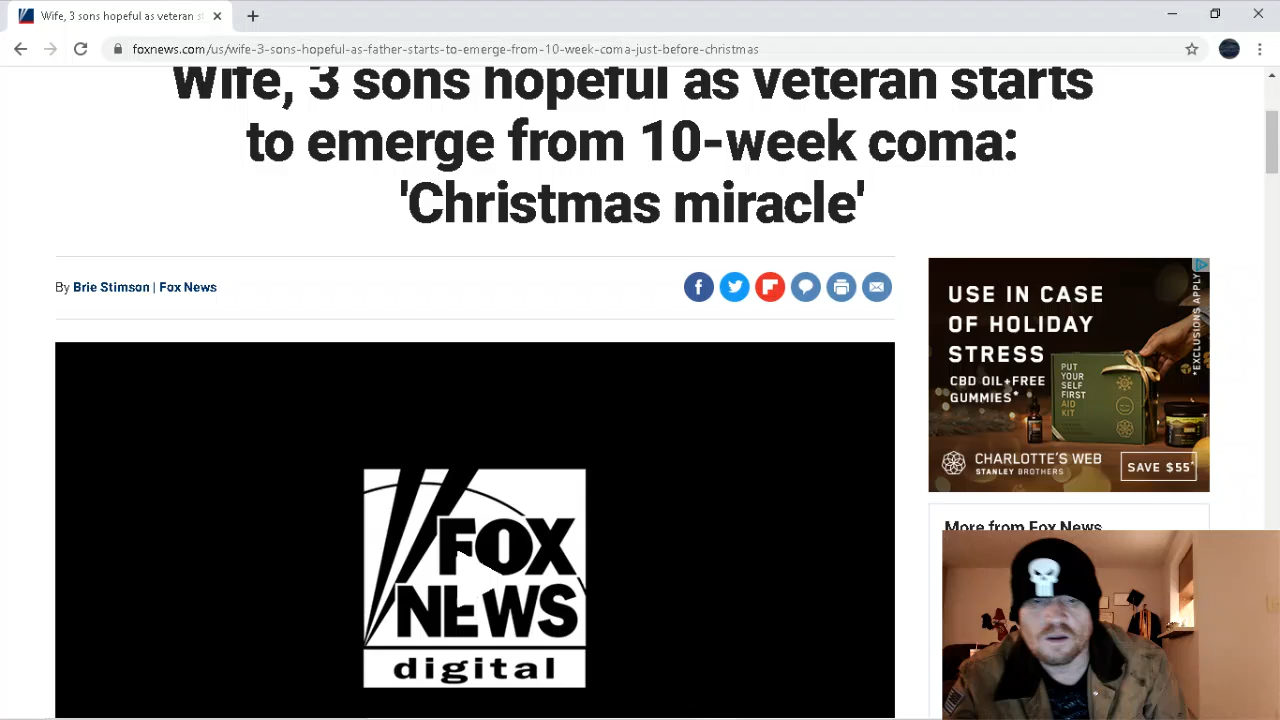 Wife, 3 sons hopeful as veteran s
foxnews.com/us/wife-3-sons-hopeful-as-father-starts-to-emerge-from-10-week-coma-just-before-christmas
Wife, 3 sons hopeful as veteran starts
to emerge from 10-week coma:
'Christmas miracle'
By Brie Stimson | Fox News
FOX
NEWS
digital
USE IN CASE
OF HOLIDAY
STRESS
CBD OIL+FREE
GUMMIES*
*EXCLUSIONS APPLY
PUT
YOUR
SELF
FIRST
AID
KIT
CHARLOTTE'S WEB
STANLEY BROTHERS
SAVE $55*
More from Fox News